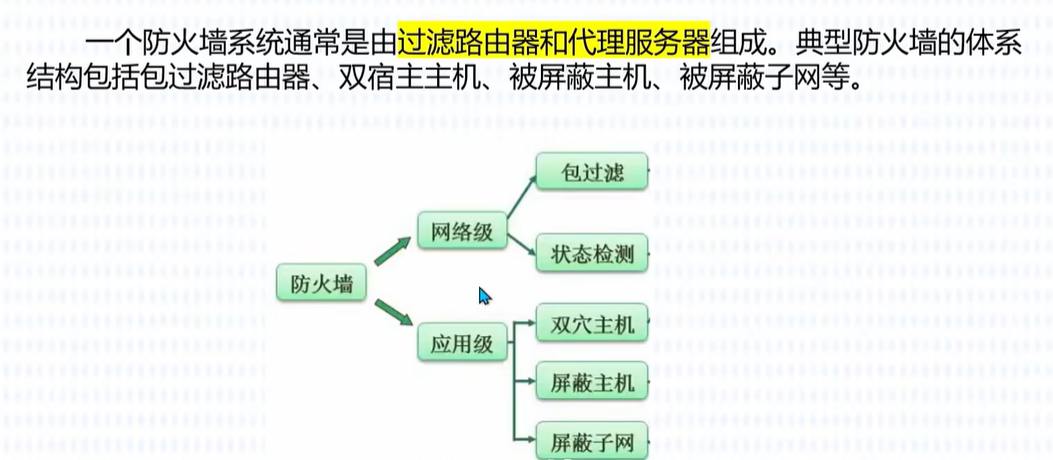 一个防火墙系统通常是由过滤路由器和代理服务器组成。典型防火墙的体系
结构包括包过滤路由器、双宿主主机、被屏蔽主机、被屏蔽子网等。
包过滤
网络级
状态检测
防火墙
双穴主机
应用级
屏蔽主机
屏蔽子网